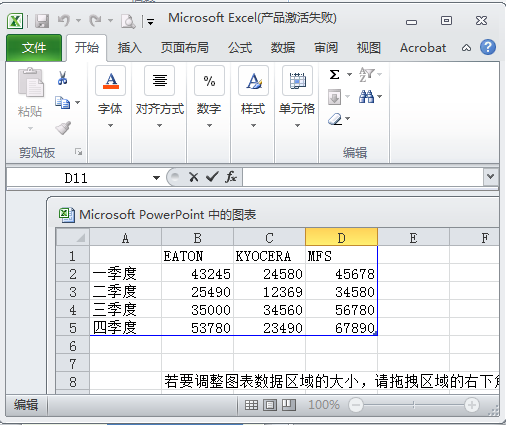 Microsoft Excel(产品激活失败)
文件 开始 插入 页面布局 公式 数据 审阅 视图 Acrobat
粘贴
剪贴板
字体
对齐方式
%
数字
样式
单元格
Σ
编辑
D11 fx
Microsoft PowerPoint 中的图表
A B C D E F
1 EATON KYOCERA MFS
2 一季度 43245 24580 45678
3 二季度 25490 12369 34580
4 三季度 35000 34560 56780
5 四季度 53780 23490 67890
6
7
8 若要调整图表数据区域的大小，请拖拽区域的右下
编辑 100%